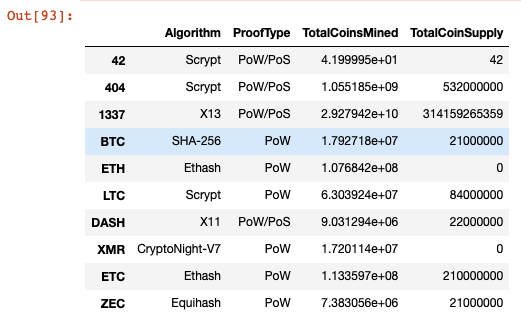 Out[93]:
Algorithm ProofType TotalCoinsMined TotalCoinSupply
42 Scrypt PoW/PoS 4.199995e+01 42
404 Scrypt PoW/PoS 1.055185e+09 532000000
1337 X13 PoW/PoS 2.927942e+10 314159265359
BTC SHA-256 PoW 1.792718e+07 21000000
ETH Ethash PoW 1.076842e+08 0
LTC Scrypt PoW 6.303924e+07 84000000
DASH X11 PoW/PoS 9.031294e+06 22000000
XMR CryptoNight-V7 PoW 1.720114e+07 0
ETC Ethash PoW 1.133597e+08 210000000
ZEC Equihash PoW 7.383056e+06 21000000